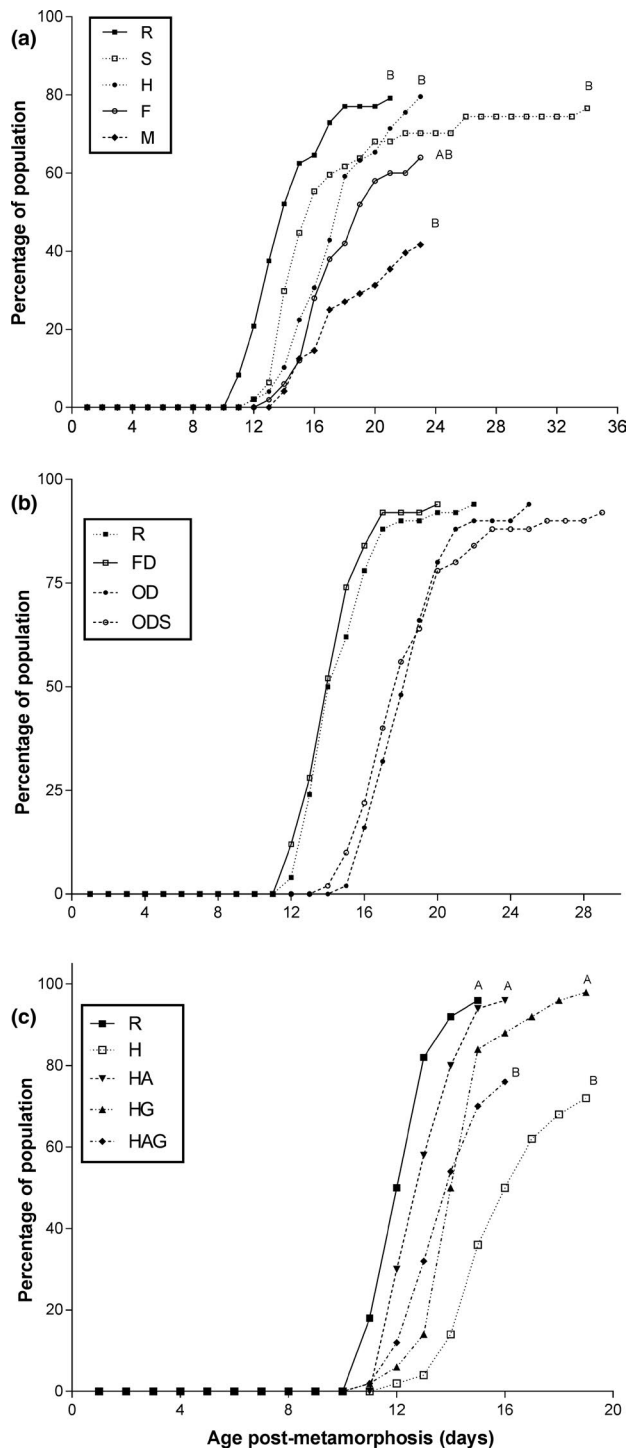 (a)
100
80
60
40
20
0
Percentage of population
R
S
H
F
M
B
B
B
AB
B
0 4 8 12 16 20 24 28 32 36
(b)
100
75
50
25
0
Percentage of population
R
FD
OD
ODS
0 4 8 12 16 20 24 28
(c)
100
80
60
40
20
0
Percentage of population
R
H
HA
HG
HAG
A
A
A
B
B
0 4 8 12 16 20
Age post-metamorphosis (days)